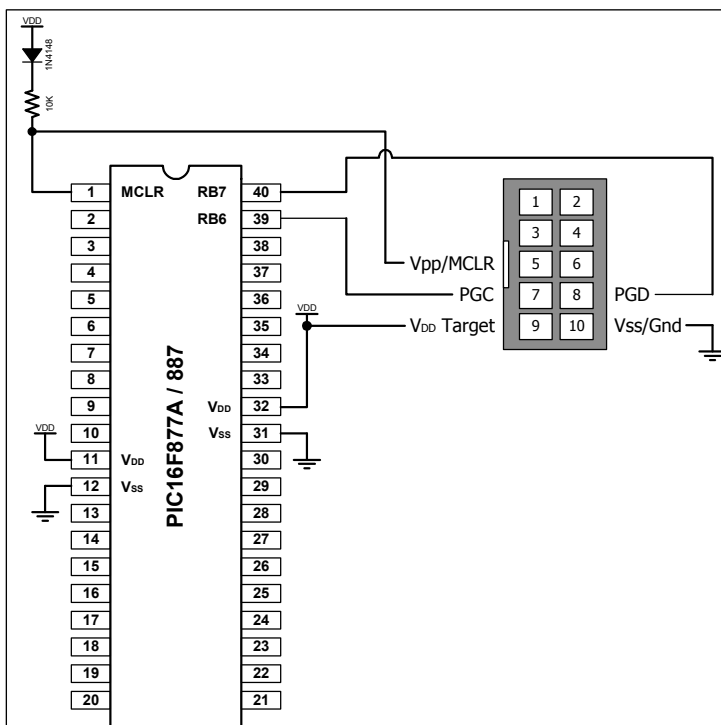 VDD
1N4148
10K
1 MCLR RB7 40
2 RB6 39
3 38
4 37
5 36
6 35
7 34
8 33
9 VDD 32
10 VSS 31
11 VDD 30
12 VSS 29
13 28
14 27
15 26
16 25
17 24
18 23
19 22
20 21
PIC16F877A / 887
VDD
VDD
1 2
3 4
Vpp/MCLR 5 6
PGC 7 8 PGD
VDD Target 9 10 Vss/Gnd